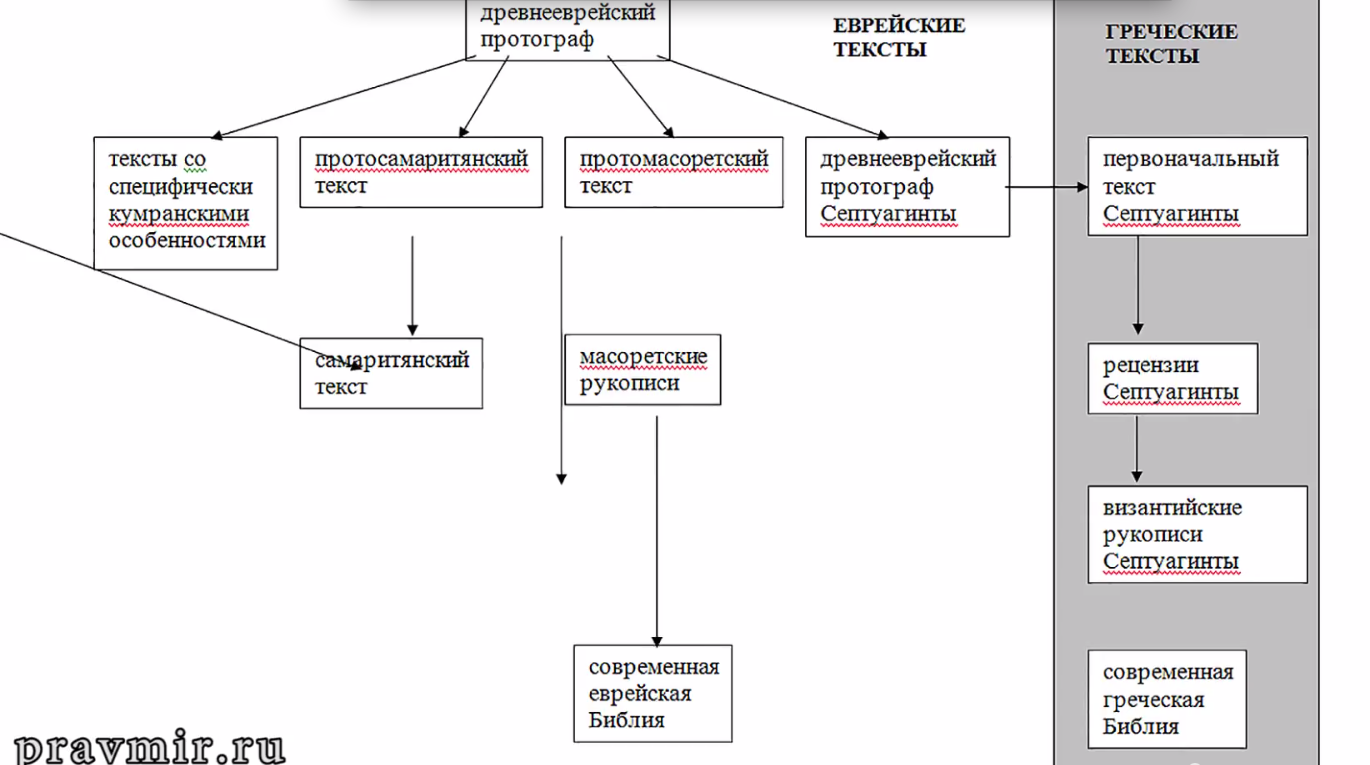 древнееврейский
протограф
ЕВРЕЙСКИЕ
ТЕКСТЫ
ГРЕЧЕСКИЕ
ТЕКСТЫ
тексты со
специфически
кумранскими
особенностями
протосамаритянский
текст
протомасоретский
текст
древнееврейский
протограф
Септуагинты
первоначальный
текст
Септуагинты
самаритянский
текст
масоретские
рукописи
рецензии
Септуагинты
византийские
рукописи
Септуагинты
современная
еврейская
Библия
современная
греческая
Библия
pravmir.ru